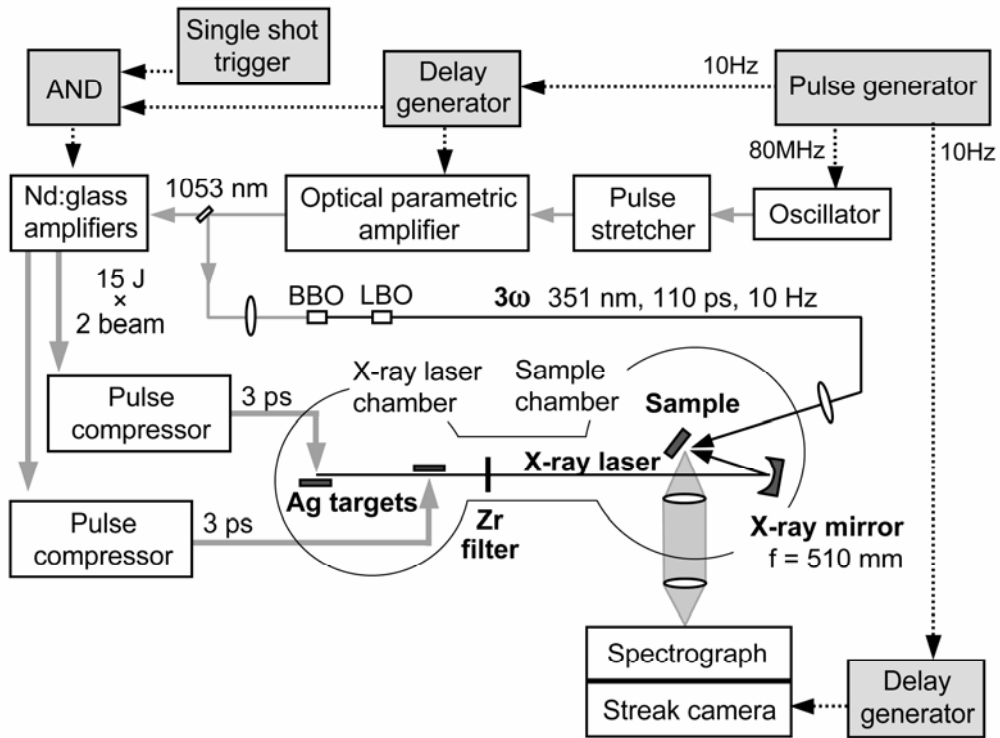 Single shot
trigger
AND
Delay
generator
10Hz
Pulse generator
80MHz
10Hz
Nd:glass
amplifiers
1053 nm
Optical parametric
amplifier
Pulse
stretcher
Oscillator
15 J
×
2 beam
BBO LBO 3ω 351 nm, 110 ps, 10 Hz
X-ray laser
chamber
Sample
chamber
Sample
Pulse
compressor
3 ps
X-ray laser
Ag targets
Pulse
compressor
3 ps
Zr
filter
X-ray mirror
f = 510 mm
Spectrograph
Streak camera
Delay
generator